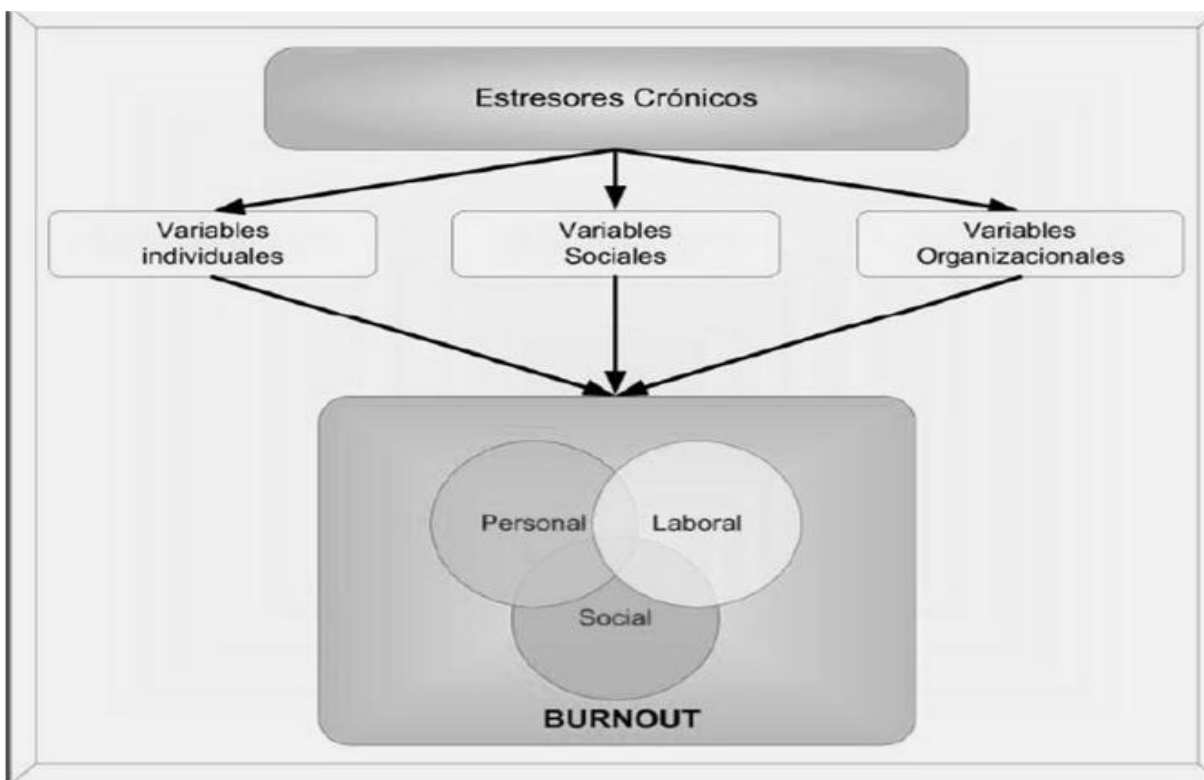 Estresores Crónicos
Variables
individuales
Variables
Sociales
Variables
Organizacionales
Personal
Laboral
Social
BURNOUT